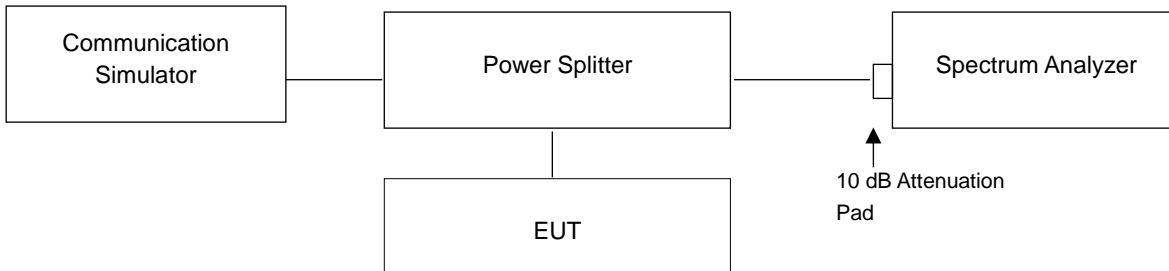 Communication
Simulator
Power Splitter
Spectrum Analyzer
10 dB Attenuation
Pad
EUT